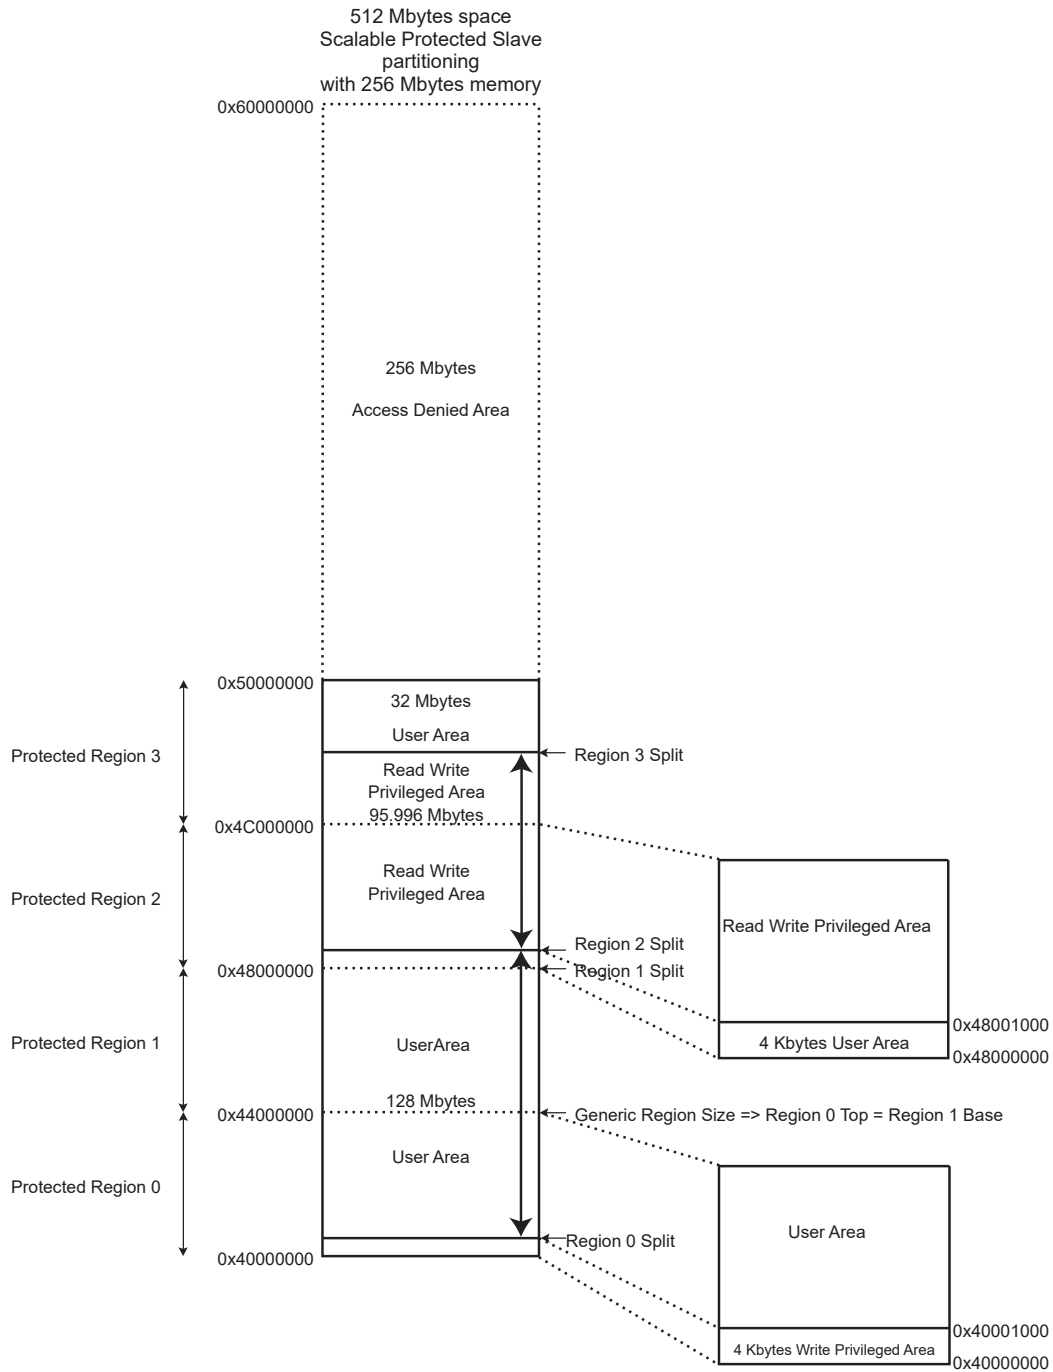 512 Mbytes space
Scalable Protected Slave
partitioning
with 256 Mbytes memory
0x60000000
256 Mbytes
Access Denied Area
0x50000000
32 Mbytes
User Area
Protected Region 3
Region 3 Split
Read Write
Privileged Area
95.996 Mbytes
0x4C000000
Read Write
Privileged Area
Protected Region 2
Read Write Privileged Area
Region 2 Split
0x48000000
Region 1 Split
0x48001000
4 Kbytes User Area
0x48000000
Protected Region 1
UserArea
128 Mbytes
0x44000000
Generic Region Size => Region 0 Top = Region 1 Base
User Area
Protected Region 0
User Area
Region 0 Split
0x40000000
0x40001000
4 Kbytes Write Privileged Area
0x40000000